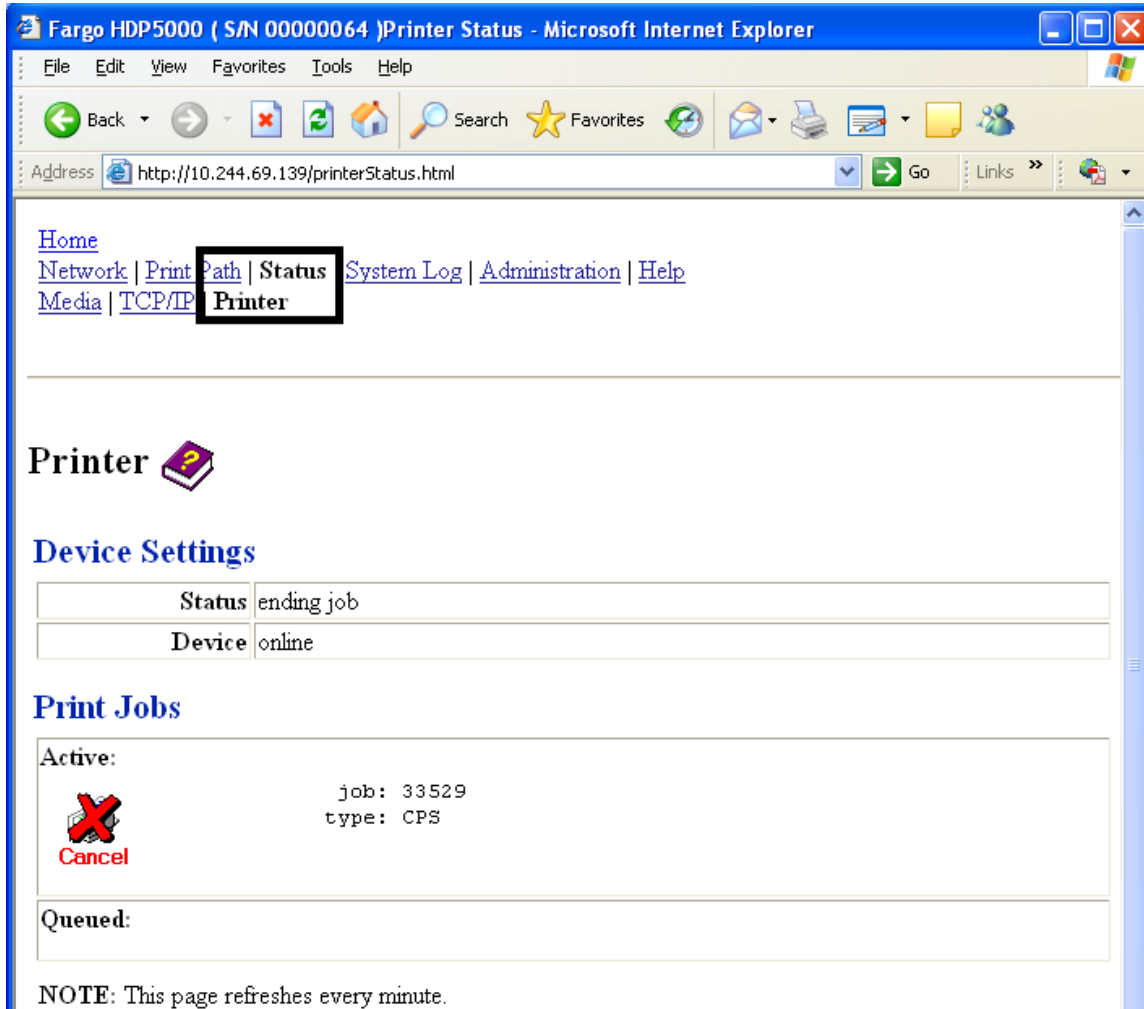 Fargo HDP5000 ( S/N 00000064 )Printer Status - Microsoft Internet Explorer
File Edit View Favorites Tools Help
Back Search Favorites
Address http://10.244.69.139/printerStatus.html Go Links »
Home
Network | Print Path | Status | System Log | Administration | Help
Media | TCP/IP | Printer
Printer
Device Settings
Status ending job
Device online
Print Jobs
Active:
job: 33529
type: CPS
Cancel
Queued:
NOTE: This page refreshes every minute.